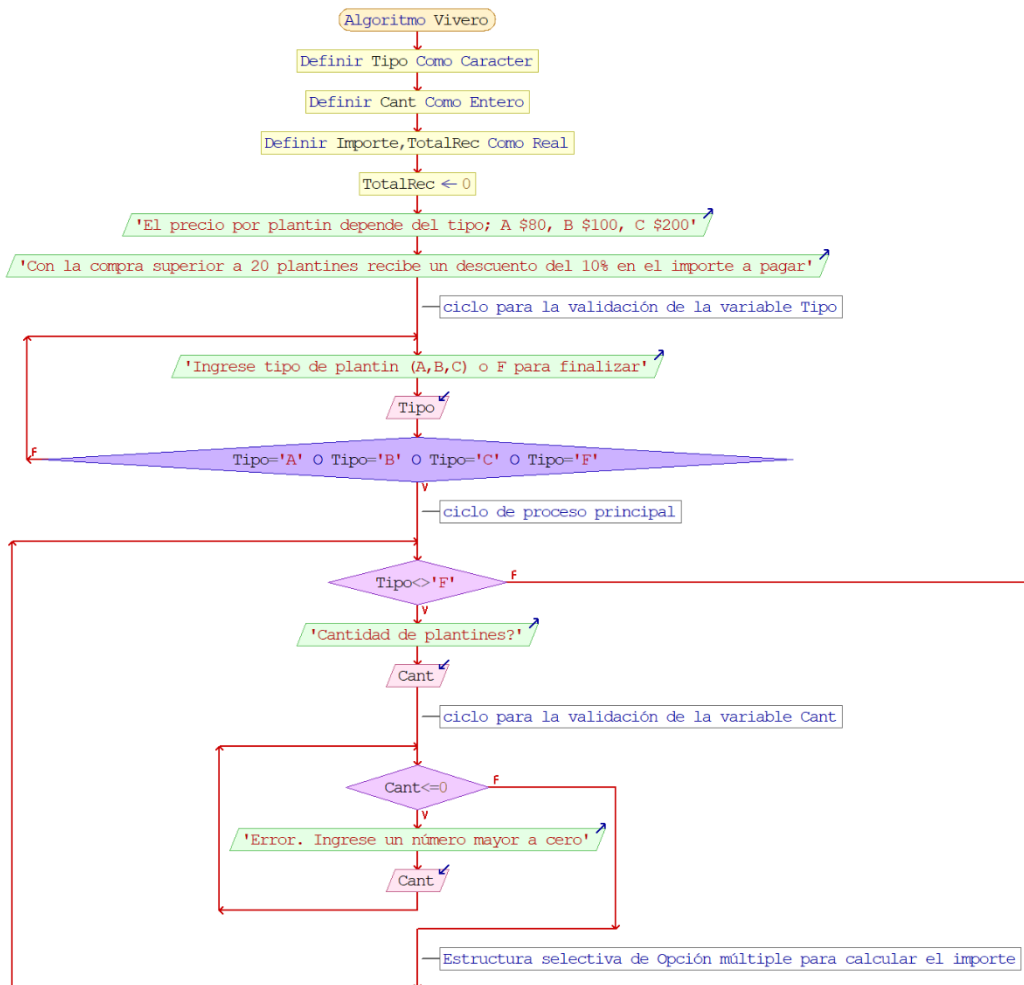 Algoritmo Vivero
Definir Tipo Como Caracter
Definir Cant Como Entero
Definir Importe,TotalRec Como Real
TotalRec ← 0
'El precio por plantin depende del tipo; A $80, B $100, C $200'
'Con la compra superior a 20 plantines recibe un descuento del 10% en el importe a pagar'
ciclo para la validación de la variable Tipo
'Ingrese tipo de plantin (A,B,C) o F para finalizar'
Tipo
F
Tipo='A' O Tipo='B' O Tipo='C' O Tipo='F'
V
ciclo de proceso principal
Tipo<>'F'
F
V
'Cantidad de plantines?'
Cant
ciclo para la validación de la variable Cant
Cant<=0
F
V
'Error. Ingrese un número mayor a cero'
Cant
Estructura selectiva de Opción múltiple para calcular el importe